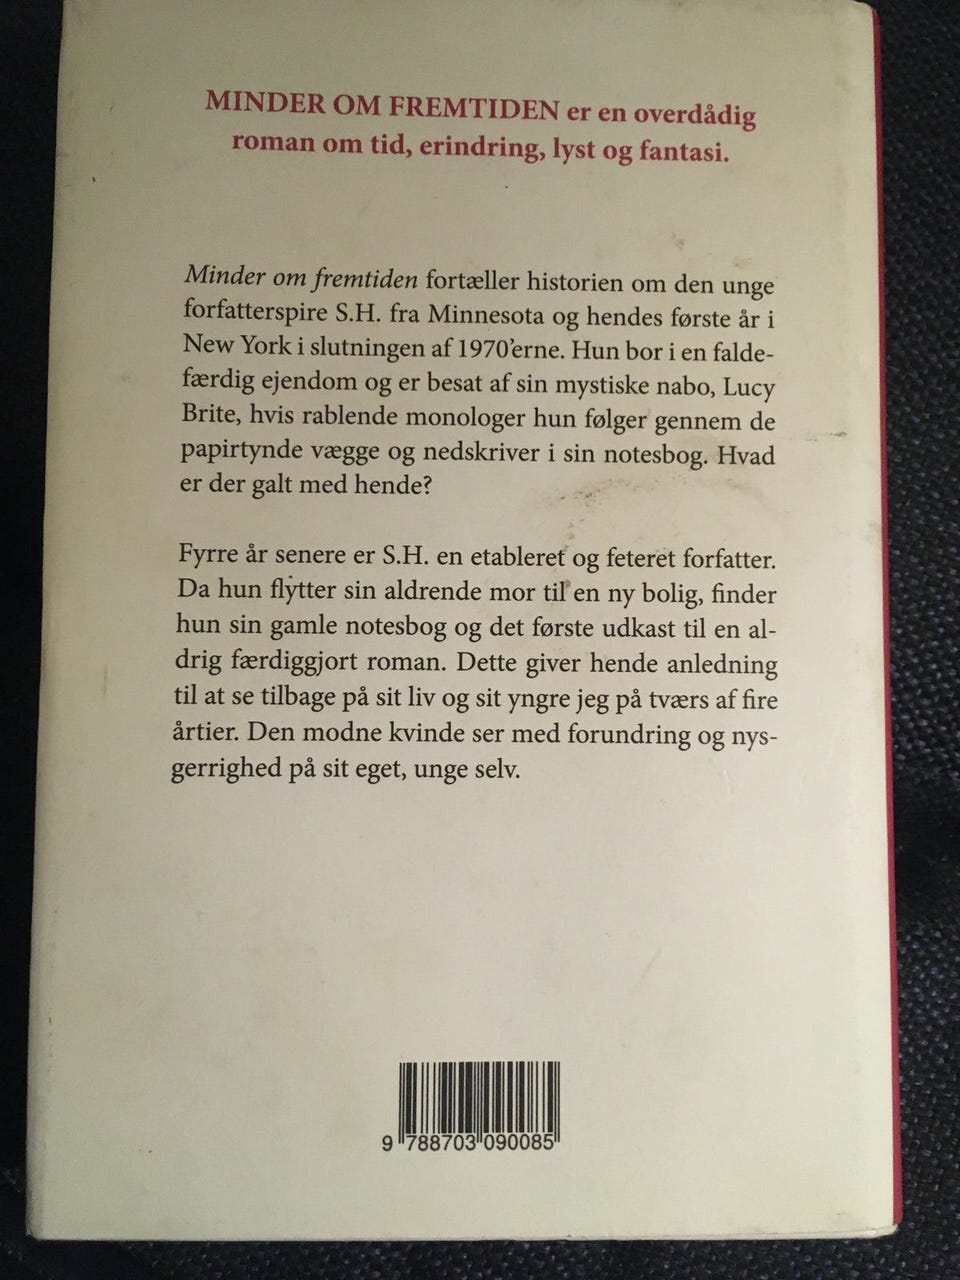 MINDER OM FREMTIDEN er en overdådig
roman om tid, erindring, lyst og fantasi.
Minder om fremtiden fortæller historien om den unge
forfatterspire S.H. fra Minnesota og hendes første år i
New York i slutningen af 1970'erne. Hun bor i en falde-
færdig ejendom og er besat af sin mystiske nabo, Lucy
Brite, hvis rablende monologer hun følger gennem de
papirtynde vægge og nedskriver i sin notesbog. Hvad
er der galt med hende?
Fyrre år senere er S.H. en etableret og feteret forfatter.
Da hun flytter sin aldrende mor til en ny bolig, finder
hun sin gamle notesbog og det første udkast til en al-
drig færdiggjort roman. Dette giver hende anledning
til at se tilbage på sit liv og sit yngre jeg på tværs af fire
årtier. Den modne kvinde ser med forundring og nys-
gerrighed på sit eget, unge selv.
9 788703 090085